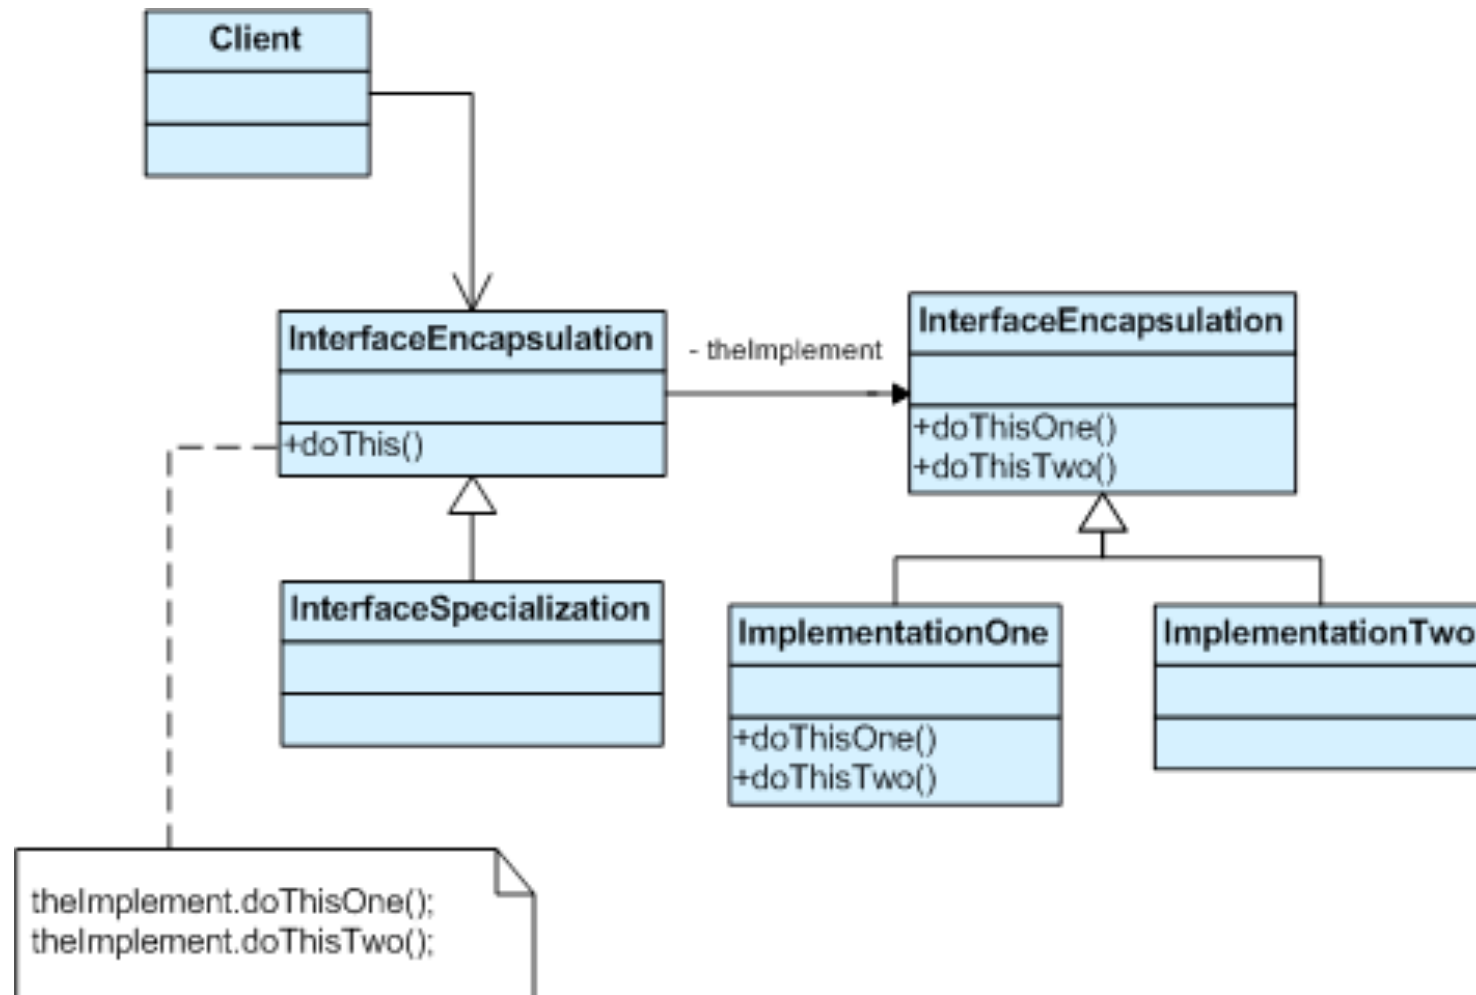 Client
InterfaceEncapsulation
+doThis()
- theImplement
InterfaceEncapsulation
+doThisOne()
+doThisTwo()
InterfaceSpecialization
ImplementationOne
+doThisOne()
+doThisTwo()
ImplementationTwo
theImplement.doThisOne();
theImplement.doThisTwo();